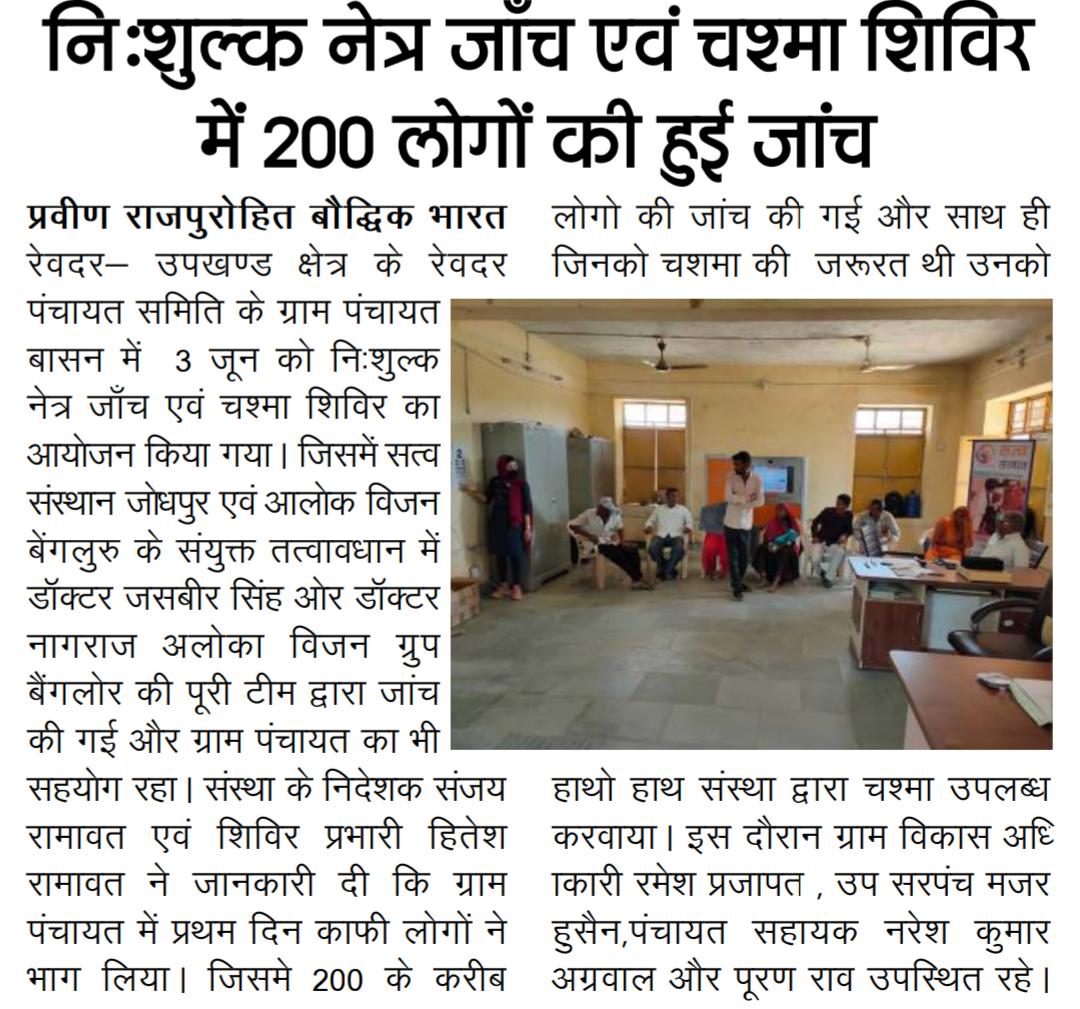 निःशुल्क नेत्र जाँच एवं चश्मा शिविर
में 200 लोगों की हुई जांच
प्रवीण राजपुरोहित बौद्धिक भारत
रेवदर– उपखण्ड क्षेत्र के रेवदर
पंचायत समिति के ग्राम पंचायत
बासन में 3 जून को निःशुल्क
नेत्र जाँच एवं चश्मा शिविर का
आयोजन किया गया। जिसमें सत्व
संस्थान जोधपुर एवं आलोक विजन
बेंगलुरु के संयुक्त तत्वावधान में
डॉक्टर जसबीर सिंह ओर डॉक्टर
नागराज अलोका विजन ग्रुप
बैंगलोर की पूरी टीम द्वारा जांच
की गई और ग्राम पंचायत का भी
सहयोग रहा। संस्था के निदेशक संजय
रामावत एवं शिविर प्रभारी हितेश
रामावत ने जानकारी दी कि ग्राम
पंचायत में प्रथम दिन काफी लोगों ने
भाग लिया। जिसमे 200 के करीब
लोगो की जांच की गई और साथ ही
जिनको चशमा की जरूरत थी उनको
हाथो हाथ संस्था द्वारा चश्मा उपलब्ध
करवाया। इस दौरान ग्राम विकास अधि
ाकारी रमेश प्रजापत , उप सरपंच मजर
हुसैन,पंचायत सहायक नरेश कुमार
अग्रवाल और पूरण राव उपस्थित रहे।
संस्थान